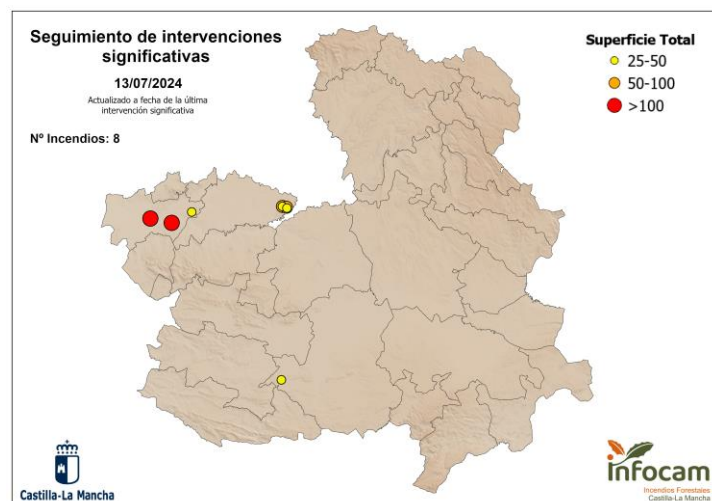 Seguimiento de intervenciones
significativas
13/07/2024
Actualizado a fecha de la última
intervención significativa
Nº Incendios: 8
Superficie Total
25-50
50-100
>100
Castilla-La Mancha
infocam
Incendios Forestales
Castilla-La Mancha